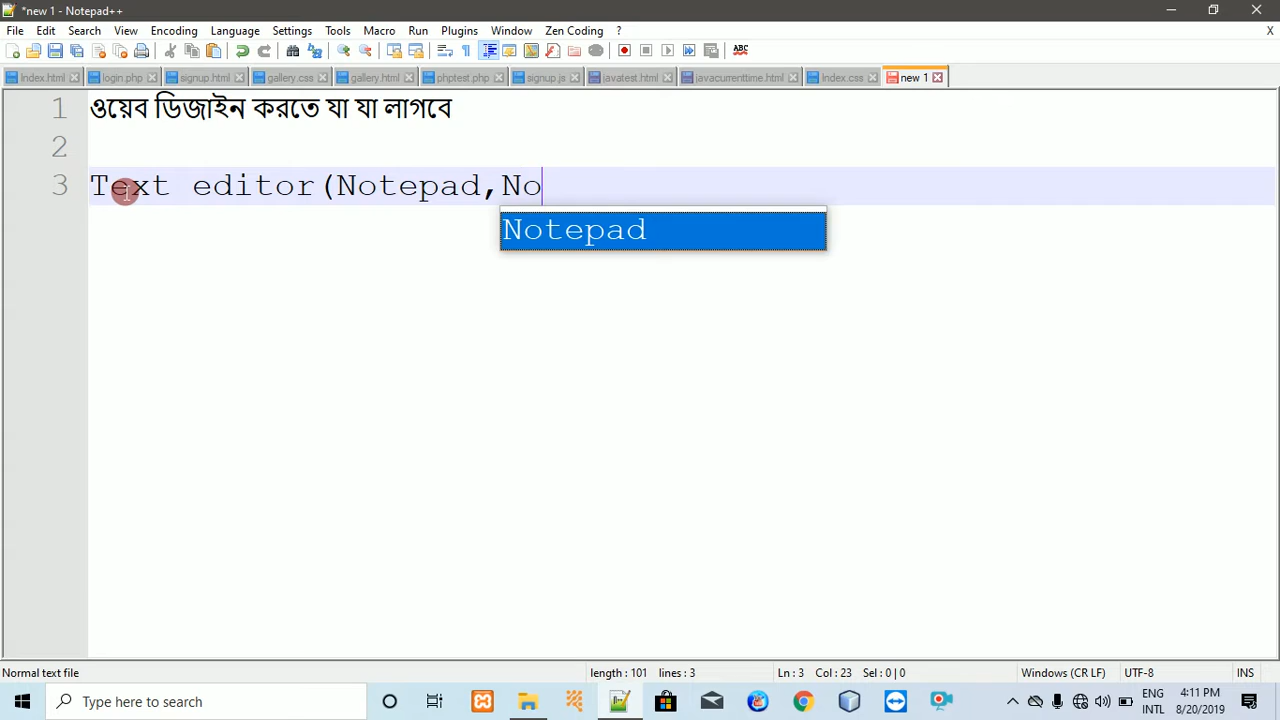 *new 1 - Notepad++
File Edit Search View Encoding Language Settings Tools Macro Run Plugins Window Zen Coding ? X
Index.html login.php signup.html gallery.css gallery.html phptest.php signup.js javatest.html javacurrenttime.html Index.css new 1
1 ওয়েব ডিজাইন করতে যা যা লাগবে
2
3 Text editor(Notepad,No
Notepad
Normal text file length : 101 lines : 3 Ln : 3 Col : 23 Sel : 0 | 0 Windows (CR LF) UTF-8 INS
Type here to search
ENG 4:11 PM
INTL 8/20/2019